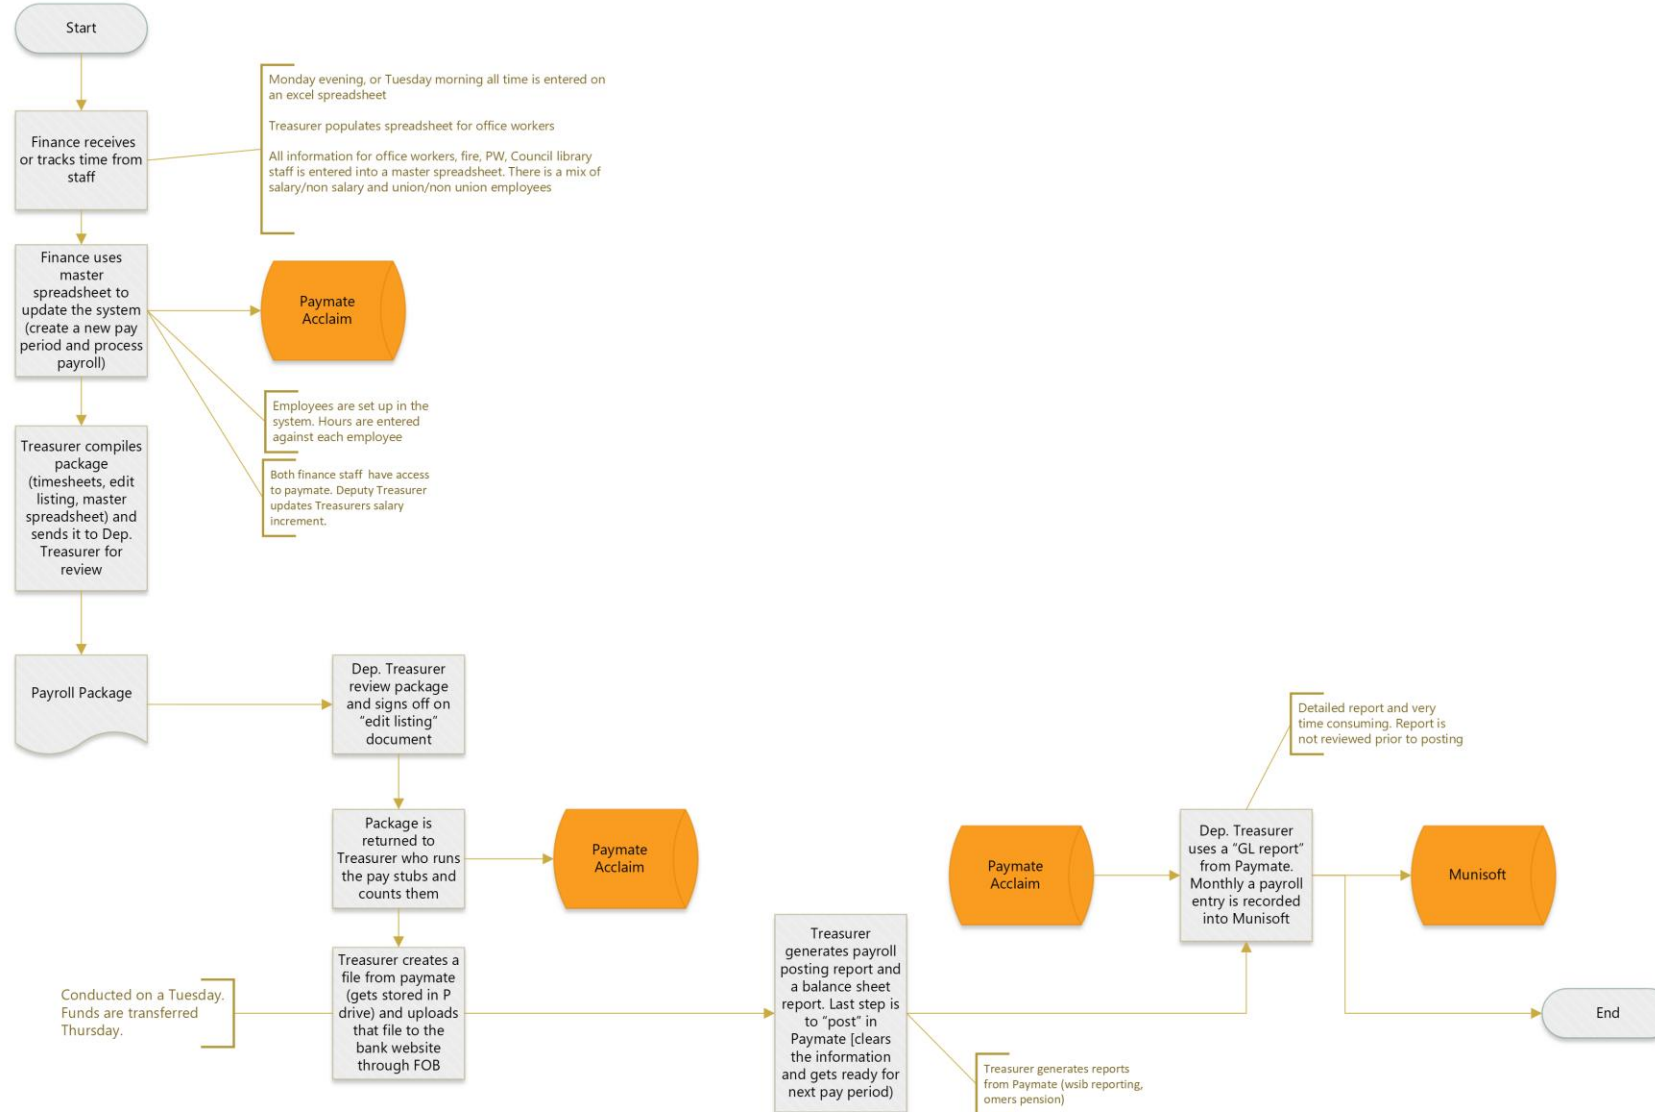 Start
Monday evening, or Tuesday morning all time is entered on
an excel spreadsheet
Treasurer populates spreadsheet for office workers
All information for office workers, fire, PW, Council library
staff is entered into a master spreadsheet. There is a mix of
salary/non salary and union/non union employees
Finance receives
or tracks time from
staff
Finance uses
master
spreadsheet to
update the system
(create a new pay
period and process
payroll)
Paymate
Acclaim
Employees are set up in the
system. Hours are entered
against each employee
Both finance staff have access
to paymate. Deputy Treasurer
updates Treasurers salary
increment.
Treasurer compiles
package
(timesheets, edit
listing, master
spreadsheet) and
sends it to Dep.
Treasurer for
review
Payroll Package
Dep. Treasurer
review package
and signs off on
"edit listing"
document
Package is
returned to
Treasurer who runs
the pay stubs and
counts them
Paymate
Acclaim
Conducted on a Tuesday.
Funds are transferred
Thursday.
Treasurer creates a
file from paymate
(gets stored in P
drive) and uploads
that file to the
bank website
through FOB
Treasurer
generates payroll
posting report and
a balance sheet
report. Last step is
to "post" in
Paymate [clears
the information
and gets ready for
next pay period)
Treasurer generates reports
from Paymate (wsib reporting,
omers pension)
Paymate
Acclaim
Detailed report and very
time consuming. Report is
not reviewed prior to posting
Dep. Treasurer
uses a "GL report"
from Paymate.
Monthly a payroll
entry is recorded
into Munisoft
Munisoft
End